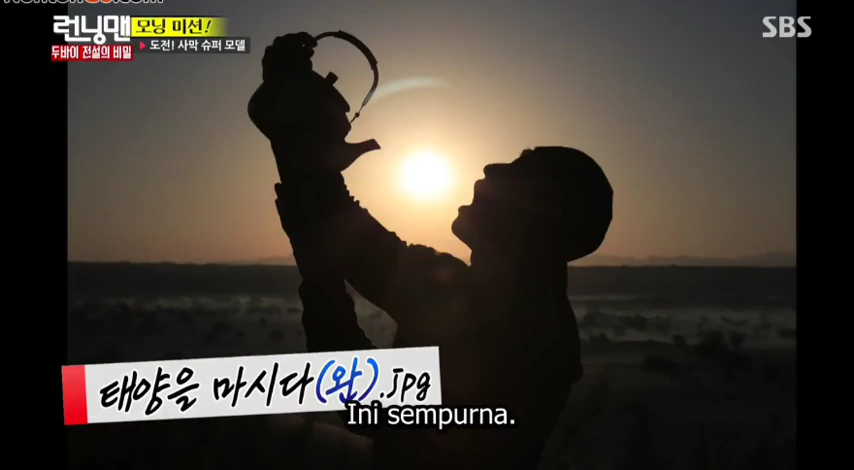 런닝맨 모닝 미션!
두바이 전설의 비밀 ▶ 도전! 사막 슈퍼 모델
SBS
태양을 마시다(완).jpg
Ini sempurna.